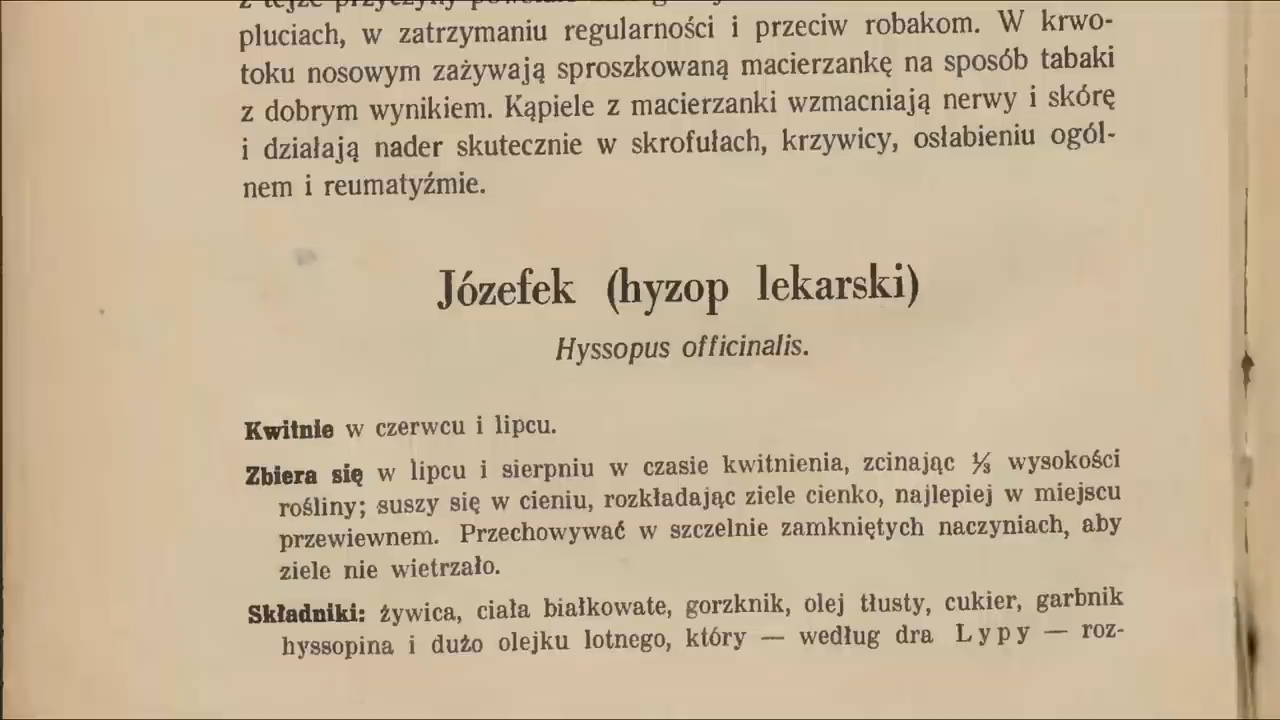 z tejże przyczyny
pluciach, w zatrzymaniu regularności i przeciw robakom. W krwo-
toku nosowym zażywają sproszkowaną macierzankę na sposób tabaki
z dobrym wynikiem. Kąpiele z macierzanki wzmacniają nerwy i skórę
i działają nader skutecznie w skrofułach, krzywicy, osłabieniu ogól-
nem i reumatyźmie.
Józefek (hyzop lekarski)
Hyssopus officinalis.
Kwitnie w czerwcu i lipcu.
Zbiera się w lipcu i sierpniu w czasie kwitnienia, zcinając ⅓ wysokości
rośliny; suszy się w cieniu, rozkładając ziele cienko, najlepiej w miejscu
przewiewnem. Przechowywać w szczelnie zamkniętych naczyniach, aby
ziele nie wietrzało.
Składniki: żywica, ciała białkowate, gorzknik, olej tłusty, cukier, garbnik
hyssopina i dużo olejku lotnego, który — według dra Lypy — roz-